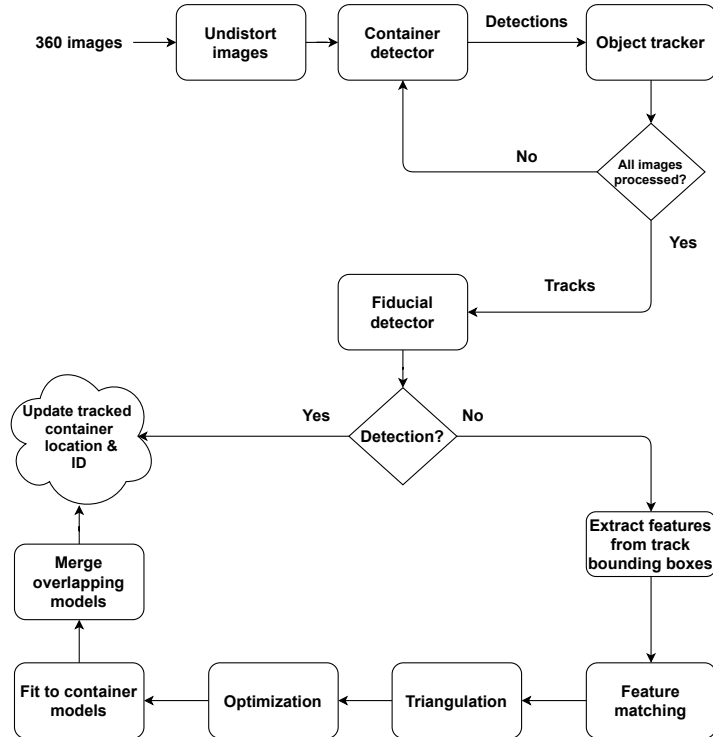 360 images
Undistort
images
Container
detector
Detections
Object tracker
No
All images
processed?
Yes
Tracks
Fiducial
detector
Update tracked
container
location &
ID
Yes
Detection?
No
Extract features
from track
bounding boxes
Merge
overlapping
models
Fit to container
models
Optimization
Triangulation
Feature
matching